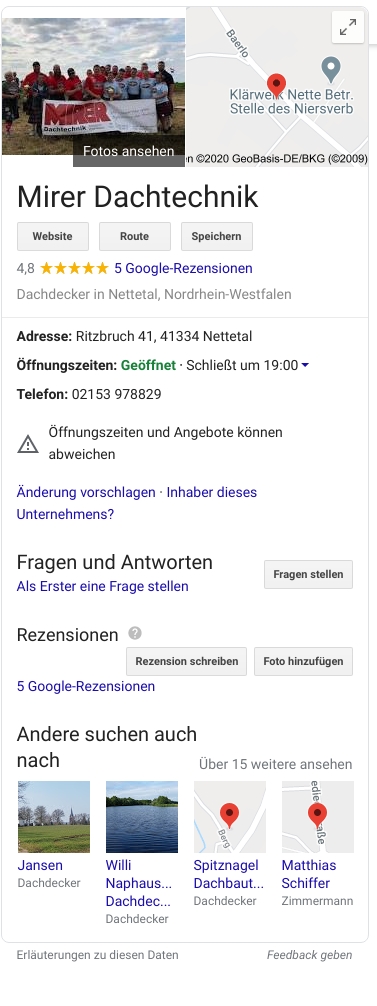 MIRER
Dachtechnik
Fotos ansehen
Baerlo
Klärwerk Nette Betr.
Stelle des Niersverb
©2020 GeoBasis-DE/BKG (©2009)
Mirer Dachtechnik
Website
Route
Speichern
4,8 ★★★★★ 5 Google-Rezensionen
Dachdecker in Nettetal, Nordrhein-Westfalen
Adresse: Ritzbruch 41, 41334 Nettetal
Öffnungszeiten: Geöffnet · Schließt um 19:00
Telefon: 02153 978829
Öffnungszeiten und Angebote können
abweichen
Änderung vorschlagen · Inhaber dieses
Unternehmens?
Fragen und Antworten
Als Erster eine Frage stellen
Fragen stellen
Rezensionen ?
Rezension schreiben
Foto hinzufügen
5 Google-Rezensionen
Andere suchen auch
nach
Über 15 weitere ansehen
Berg
Jansen
Dachdecker
Willi
Naphaus...
Dachdec...
Dachdecker
Spitznagel
Dachbaut...
Dachdecker
Matthias
Schiffer
Zimmermann
Erläuterungen zu diesen Daten
Feedback geben